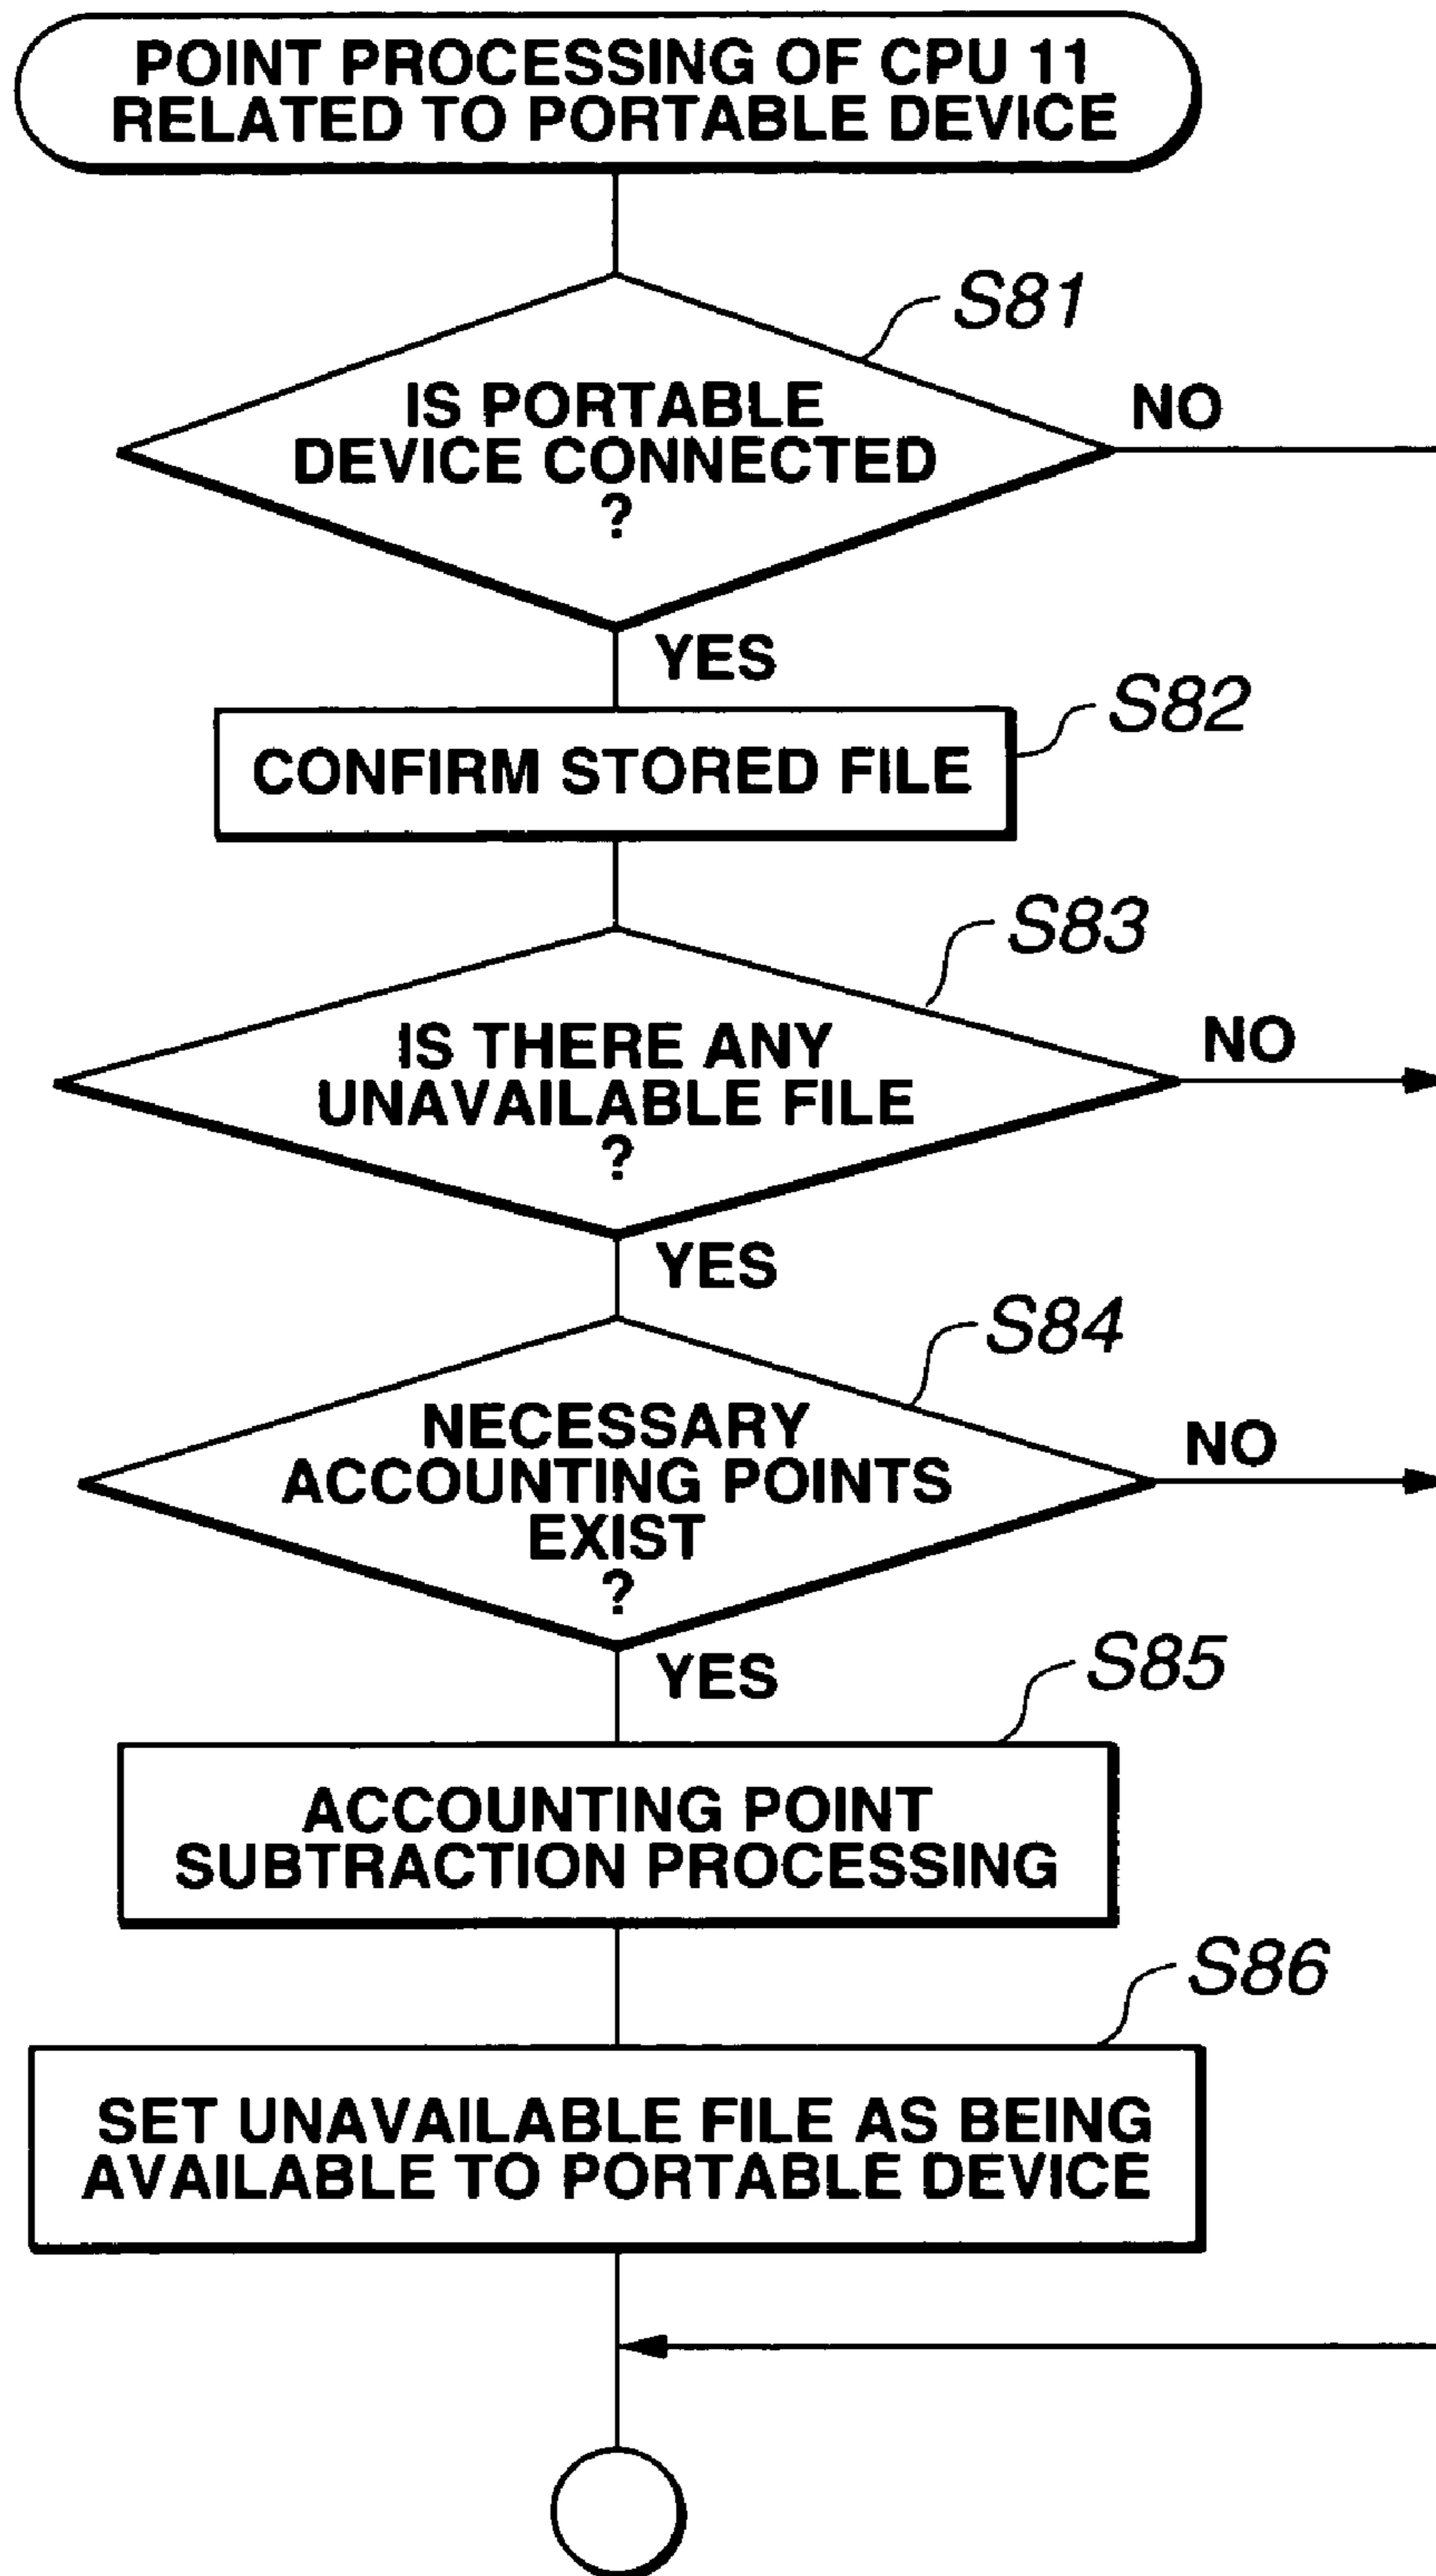 POINT PROCESSING OF CPU 11
RELATED TO PORTABLE DEVICE
S81
IS PORTABLE
DEVICE CONNECTED
?
NO
YES
S82
CONFIRM STORED FILE
S83
IS THERE ANY
UNAVAILABLE FILE
?
NO
YES
S84
NECESSARY
ACCOUNTING POINTS
EXIST
?
NO
YES
S85
ACCOUNTING POINT
SUBTRACTION PROCESSING
S86
SET UNAVAILABLE FILE AS BEING
AVAILABLE TO PORTABLE DEVICE